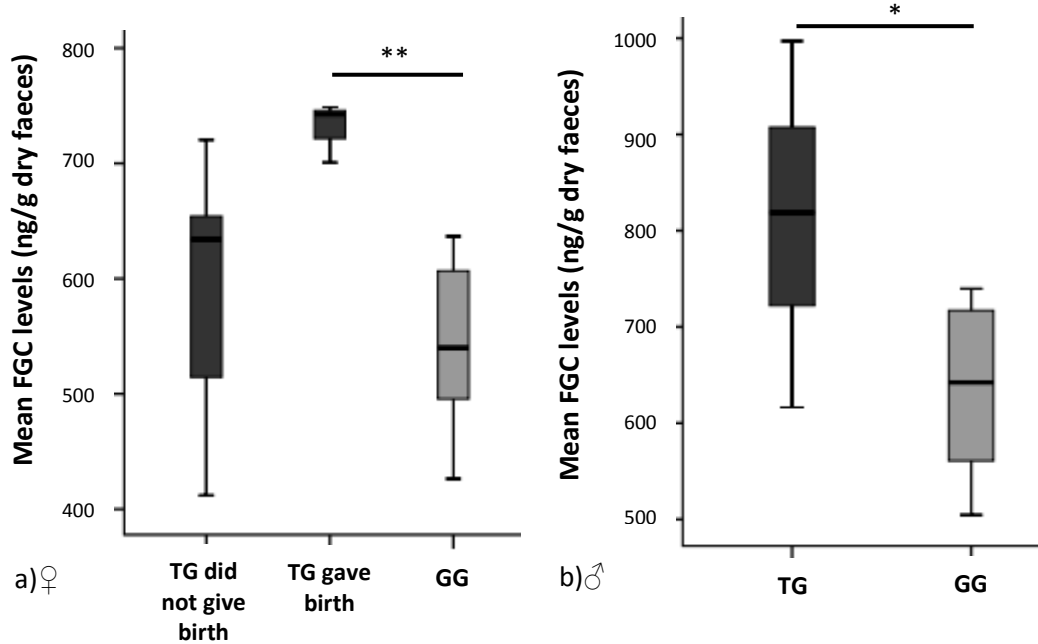 Mean FGC levels (ng/g dry faeces)
800
700
600
500
400
**
TG did
not give
birth
TG gave
birth
GG
a)♀
Mean FGC levels (ng/g dry faeces)
1000
900
800
700
600
500
*
TG
GG
b)♂